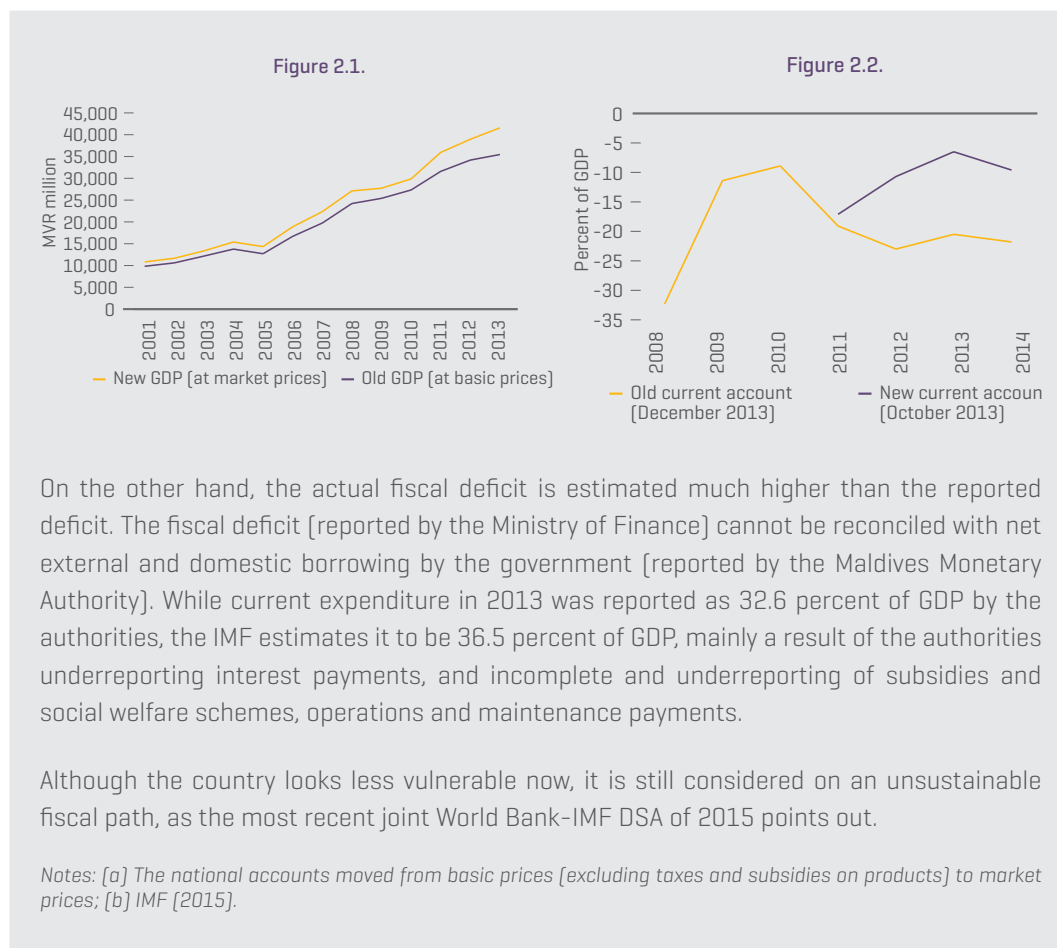 Figure 2.1.
45,000
40,000
35,000
30,000
25,000
20,000
15,000
10,000
5,000
0
MVR million
2001
2002
2003
2004
2005
2006
2007
2008
2009
2010
2011
2012
2013
New GDP (at market prices)
Old GDP (at basic prices)
Figure 2.2.
0
-5
-10
-15
-20
-25
-30
-35
Percent of GDP
2008
2009
2010
2011
2012
2013
2014
Old current account
(December 2013)
New current accoun
(October 2013)
On the other hand, the actual fiscal deficit is estimated much higher than the reported
deficit. The fiscal deficit (reported by the Ministry of Finance) cannot be reconciled with net
external and domestic borrowing by the government (reported by the Maldives Monetary
Authority). While current expenditure in 2013 was reported as 32.6 percent of GDP by the
authorities, the IMF estimates it to be 36.5 percent of GDP, mainly a result of the authorities
underreporting interest payments, and incomplete and underreporting of subsidies and
social welfare schemes, operations and maintenance payments.
Although the country looks less vulnerable now, it is still considered on an unsustainable
fiscal path, as the most recent joint World Bank-IMF DSA of 2015 points out.
Notes: (a) The national accounts moved from basic prices (excluding taxes and subsidies on products) to market
prices; (b) IMF (2015).